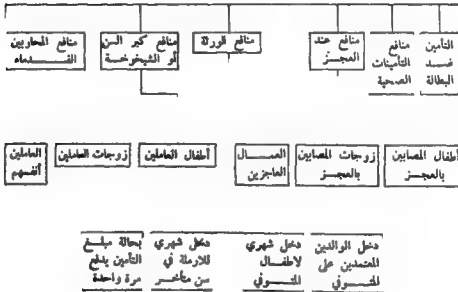 التأمين
ضد
البطالة
منافع
التأمينات
الصحية
منافع عند
العجز
منافع الورثة
منافع كبر السن
أو الشيخوخة
منافع المحاربين
القدماء
أطفال المصابين
بالعجز
زوجات المصابين
بالعجز
العمال
العاجزين
أطفال العاملين
زوجات العاملين
العاملين
أنفسهم
دخل الوالدين
المعتمدين على
المتوفي
دخل شهري
لاطفال
المتوفي
دخل شهري
للارملة في
سن متأخر
بحالة مبلغ
التأمين يدفع
مرة واحدة